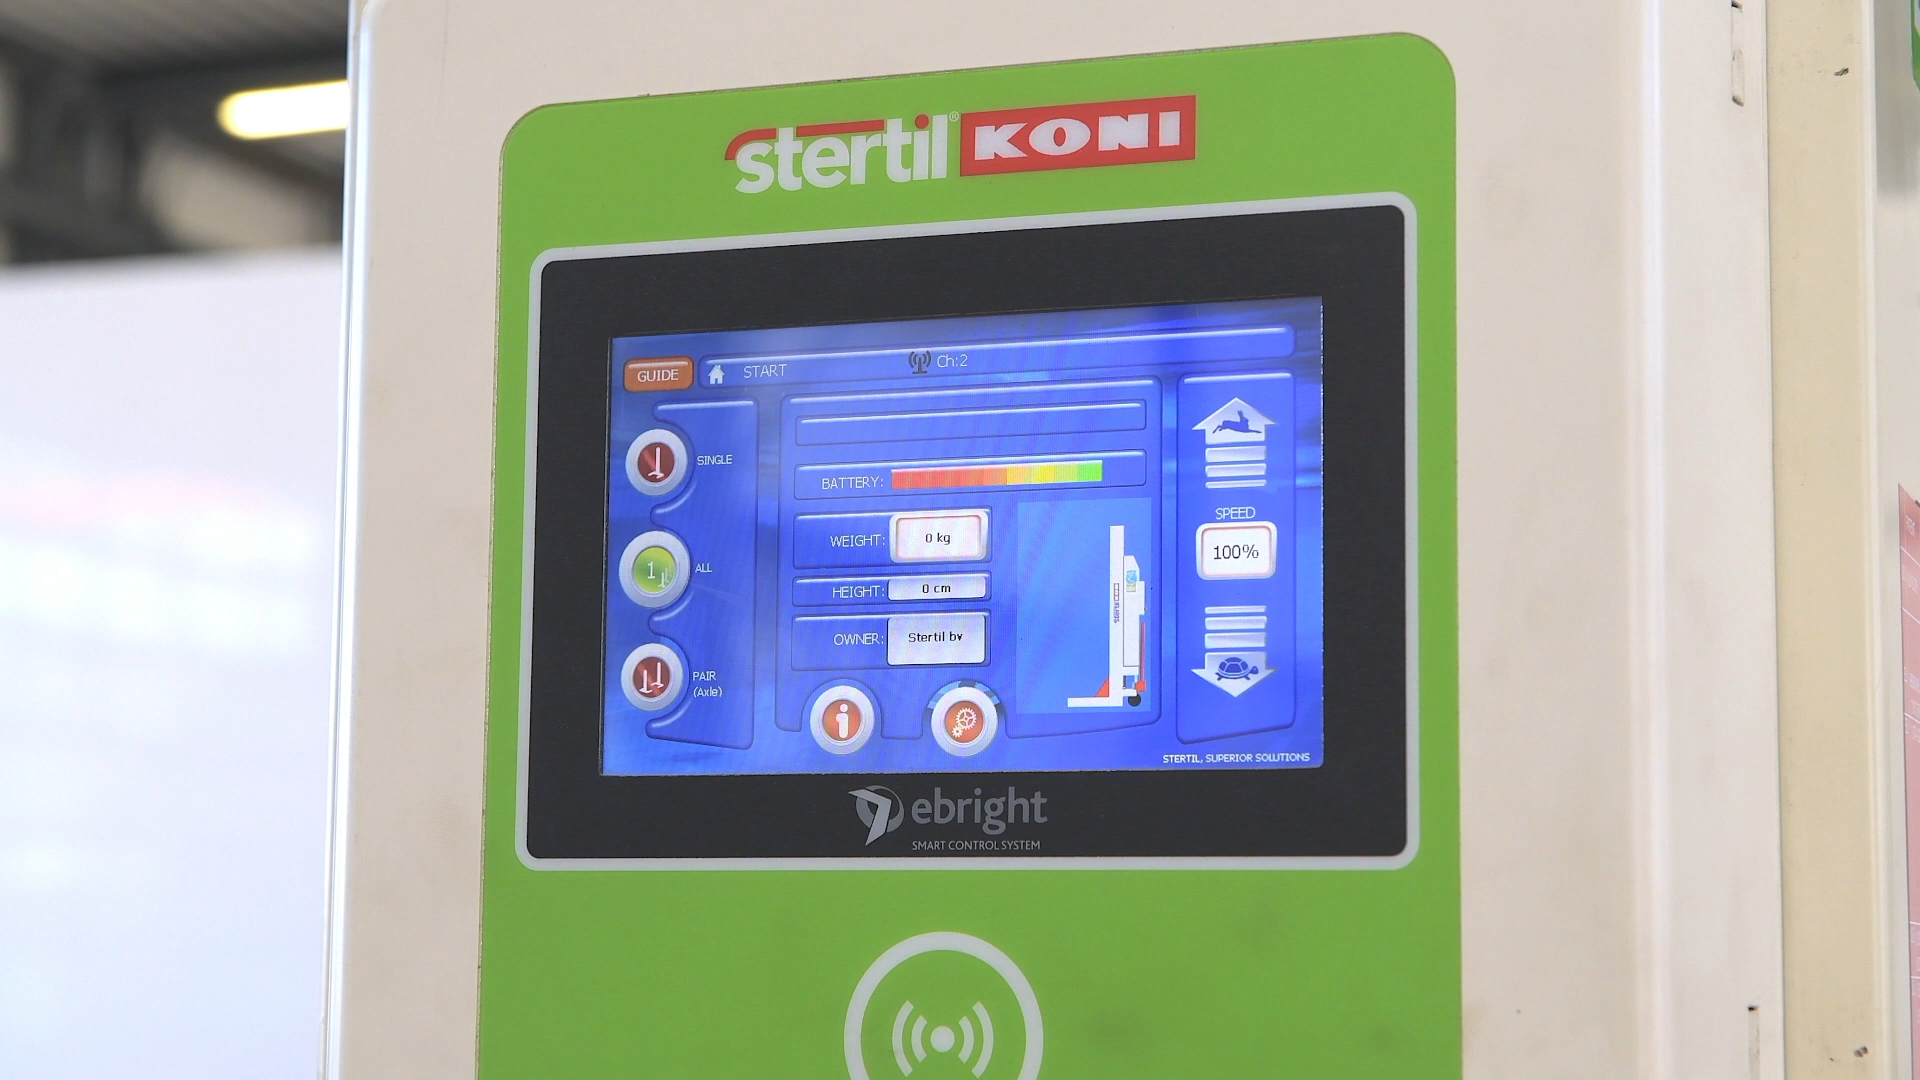 stertil® KONI
GUIDE
START
Ch:2
SINGLE
1
ALL
PAIR
(Axle)
BATTERY:
WEIGHT: 0 kg
HEIGHT: 0 cm
OWNER: Stertil bv
SPEED
100%
STERTIL, SUPERIOR SOLUTIONS
ebright
SMART CONTROL SYSTEM